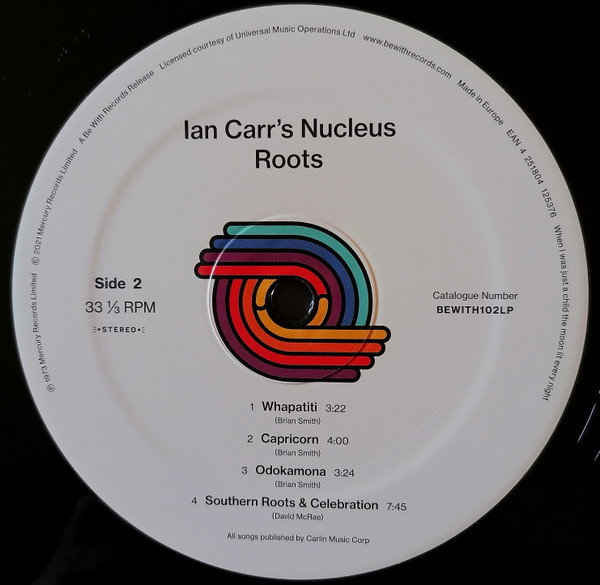 ℗ 1973 Mercury Records Limited © 2021 Mercury Records Limited A Be With Records Release Licensed courtesy of Universal Music Operations Ltd www.bewithrecords.com Made in Europe EAN 4 251804 125376 When I was just a child the moon lit every night
Ian Carr's Nucleus
Roots
Side 2
33 ⅓ RPM
STEREO
Catalogue Number
BEWITH102LP
1 Whapatiti 3:22
(Brian Smith)
2 Capricorn 4:00
(Brian Smith)
3 Odokamona 3:24
(Brian Smith)
4 Southern Roots & Celebration 7:45
(David McRae)
All songs published by Carlin Music Corp